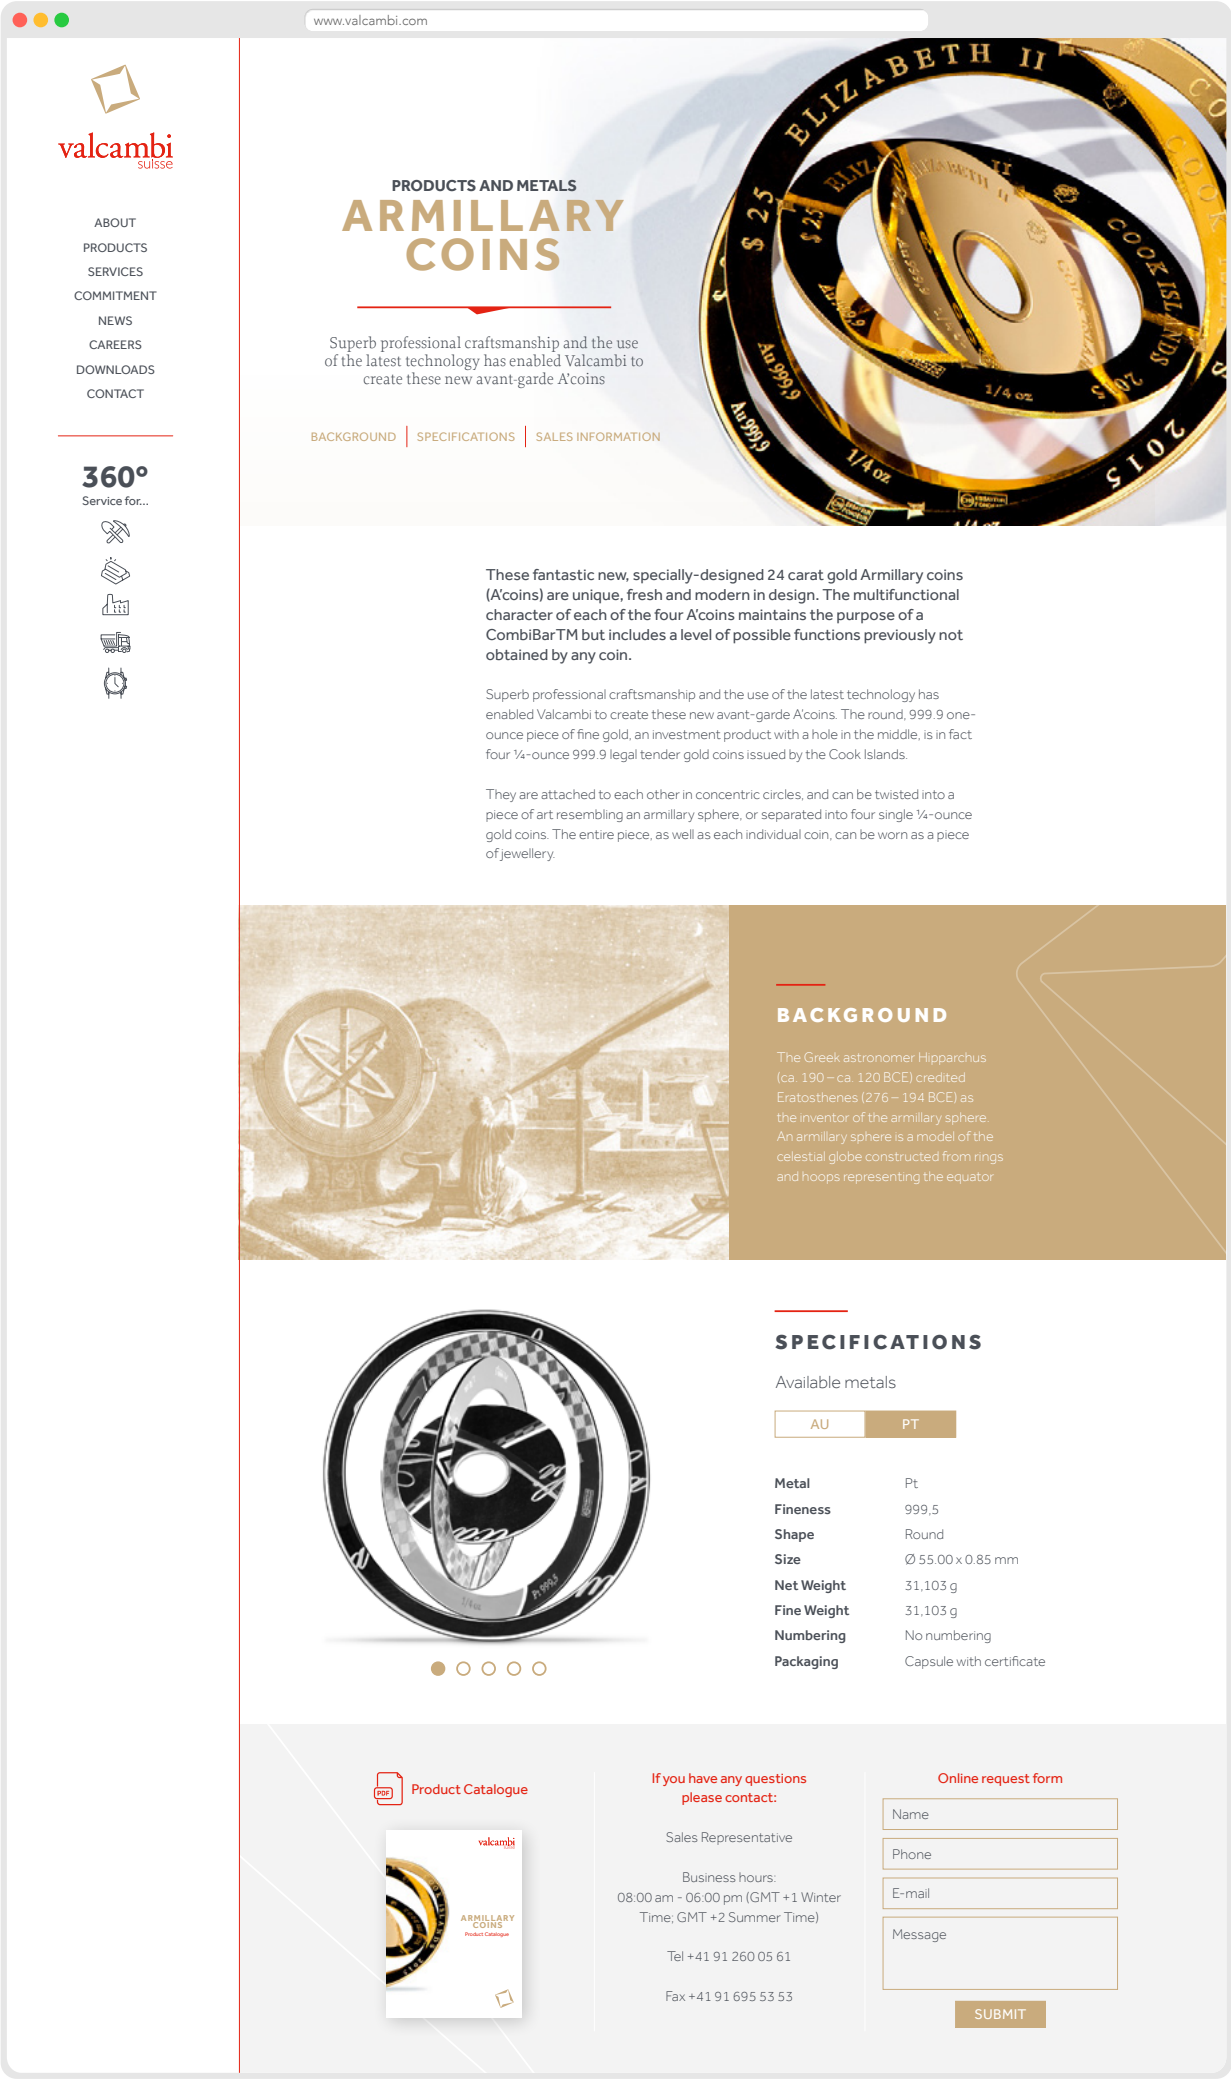 www.valcambi.com
valcambi
suisse
ABOUT
PRODUCTS
SERVICES
COMMITMENT
NEWS
CAREERS
DOWNLOADS
CONTACT
360°
Service for...
PRODUCTS AND METALS
ARMILLARY
COINS
Superb professional craftsmanship and the use
of the latest technology has enabled Valcambi to
create these new avant-garde A’coins
BACKGROUND
SPECIFICATIONS
SALES INFORMATION
ELIZABETH II
$25
COOK ISLANDS
Au 999,9
Au 999,9
1/4 oz
1/4 oz
2015
2015
These fantastic new, specially-designed 24 carat gold Armillary coins
(A’coins) are unique, fresh and modern in design. The multifunctional
character of each of the four A’coins maintains the purpose of a
CombiBarTM but includes a level of possible functions previously not
obtained by any coin.
Superb professional craftsmanship and the use of the latest technology has
enabled Valcambi to create these new avant-garde A’coins. The round, 999.9 one-
ounce piece of fine gold, an investment product with a hole in the middle, is in fact
four ¼-ounce 999.9 legal tender gold coins issued by the Cook Islands.
They are attached to each other in concentric circles, and can be twisted into a
piece of art resembling an armillary sphere, or separated into four single ¼-ounce
gold coins. The entire piece, as well as each individual coin, can be worn as a piece
of jewellery.
BACKGROUND
The Greek astronomer Hipparchus
(ca. 190 – ca. 120 BCE) credited
Eratosthenes (276 – 194 BCE) as
the inventor of the armillary sphere.
An armillary sphere is a model of the
celestial globe constructed from rings
and hoops representing the equator
SPECIFICATIONS
Available metals
AU
PT
Metal Pt
Fineness 999,5
Shape Round
Size Ø 55.00 x 0.85 mm
Net Weight 31,103 g
Fine Weight 31,103 g
Numbering No numbering
Packaging Capsule with certificate
Pt 999,5
1/4 oz
PDF
Product Catalogue
valcambi
ARMILLARY
COINS
Product Catalogue
If you have any questions
please contact:
Sales Representative
Business hours:
08:00 am - 06:00 pm (GMT +1 Winter
Time; GMT +2 Summer Time)
Tel +41 91 260 05 61
Fax +41 91 695 53 53
Online request form
Name
Phone
E-mail
Message
SUBMIT